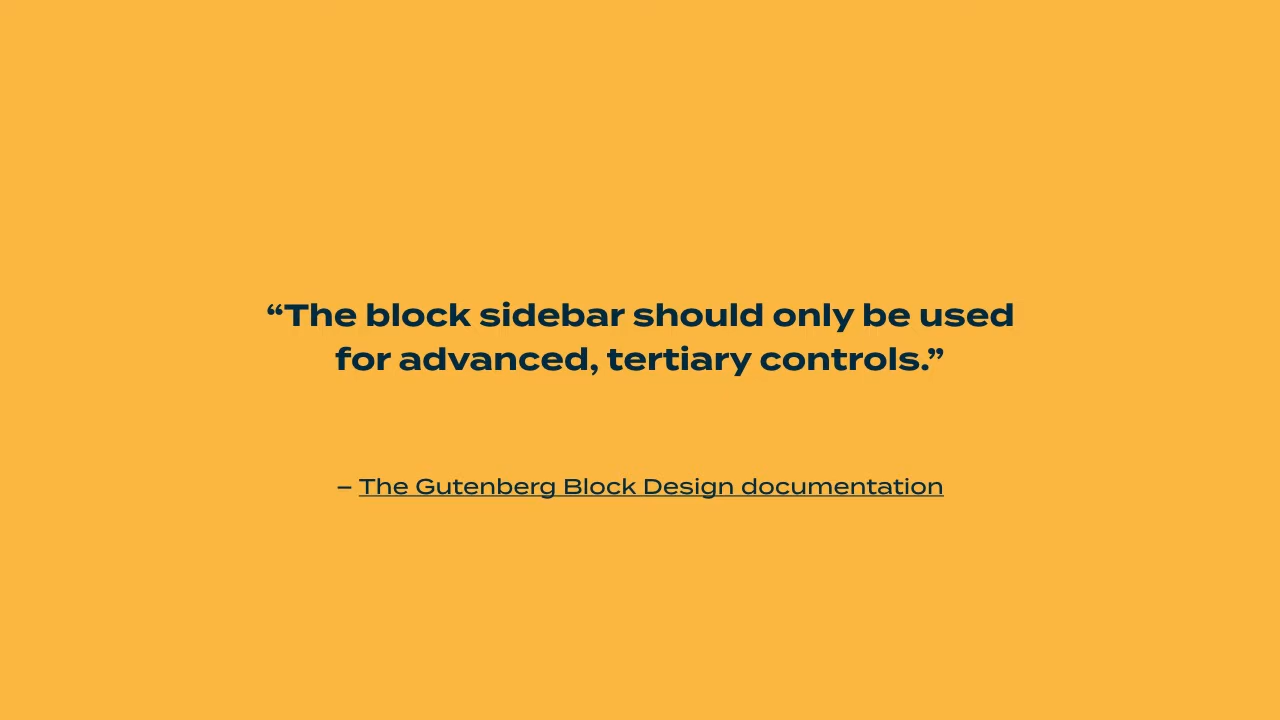 “The block sidebar should only be used
for advanced, tertiary controls.”
– The Gutenberg Block Design documentation